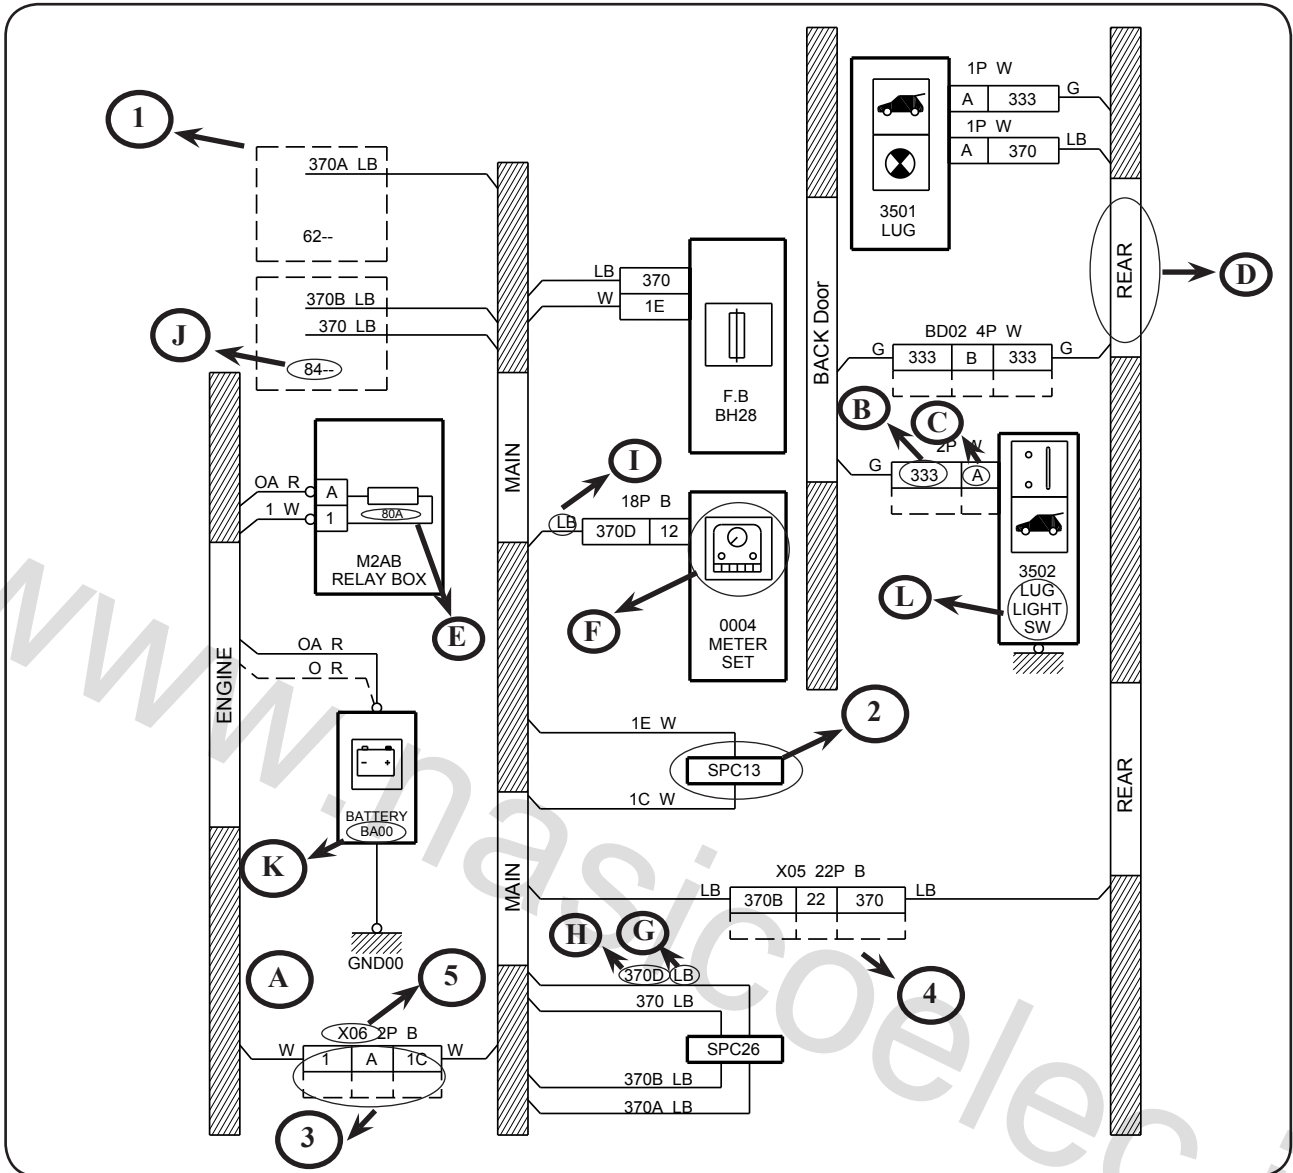 1
370A LB
62--
370B LB
370 LB
84--
J
1P W
A 333
G
1P W
A 370
LB
3501
LUG
LB
370
W
1E
F.B
BH28
BACK Door
REAR
D
BD02 4P W
G
333 B 333
G
B
C
2P W
G
333 A
3502
LUG
LIGHT
SW
L
MAIN
OA R
A
1 W
1
80A
M2AB
RELAY BOX
E
I
18P B
LB
370D 12
0004
METER
SET
F
ENGINE
OA R
O R
- +
BATTERY
BA00
K
GND00
1E W
SPC13
1C W
2
REAR
MAIN
X05 22P B
LB
370B 22 370
LB
4
H
G
370D LB
370 LB
SPC26
370B LB
370A LB
A
5
X06 2P B
W
1 A 1C
W
3
www.nasicoelec.